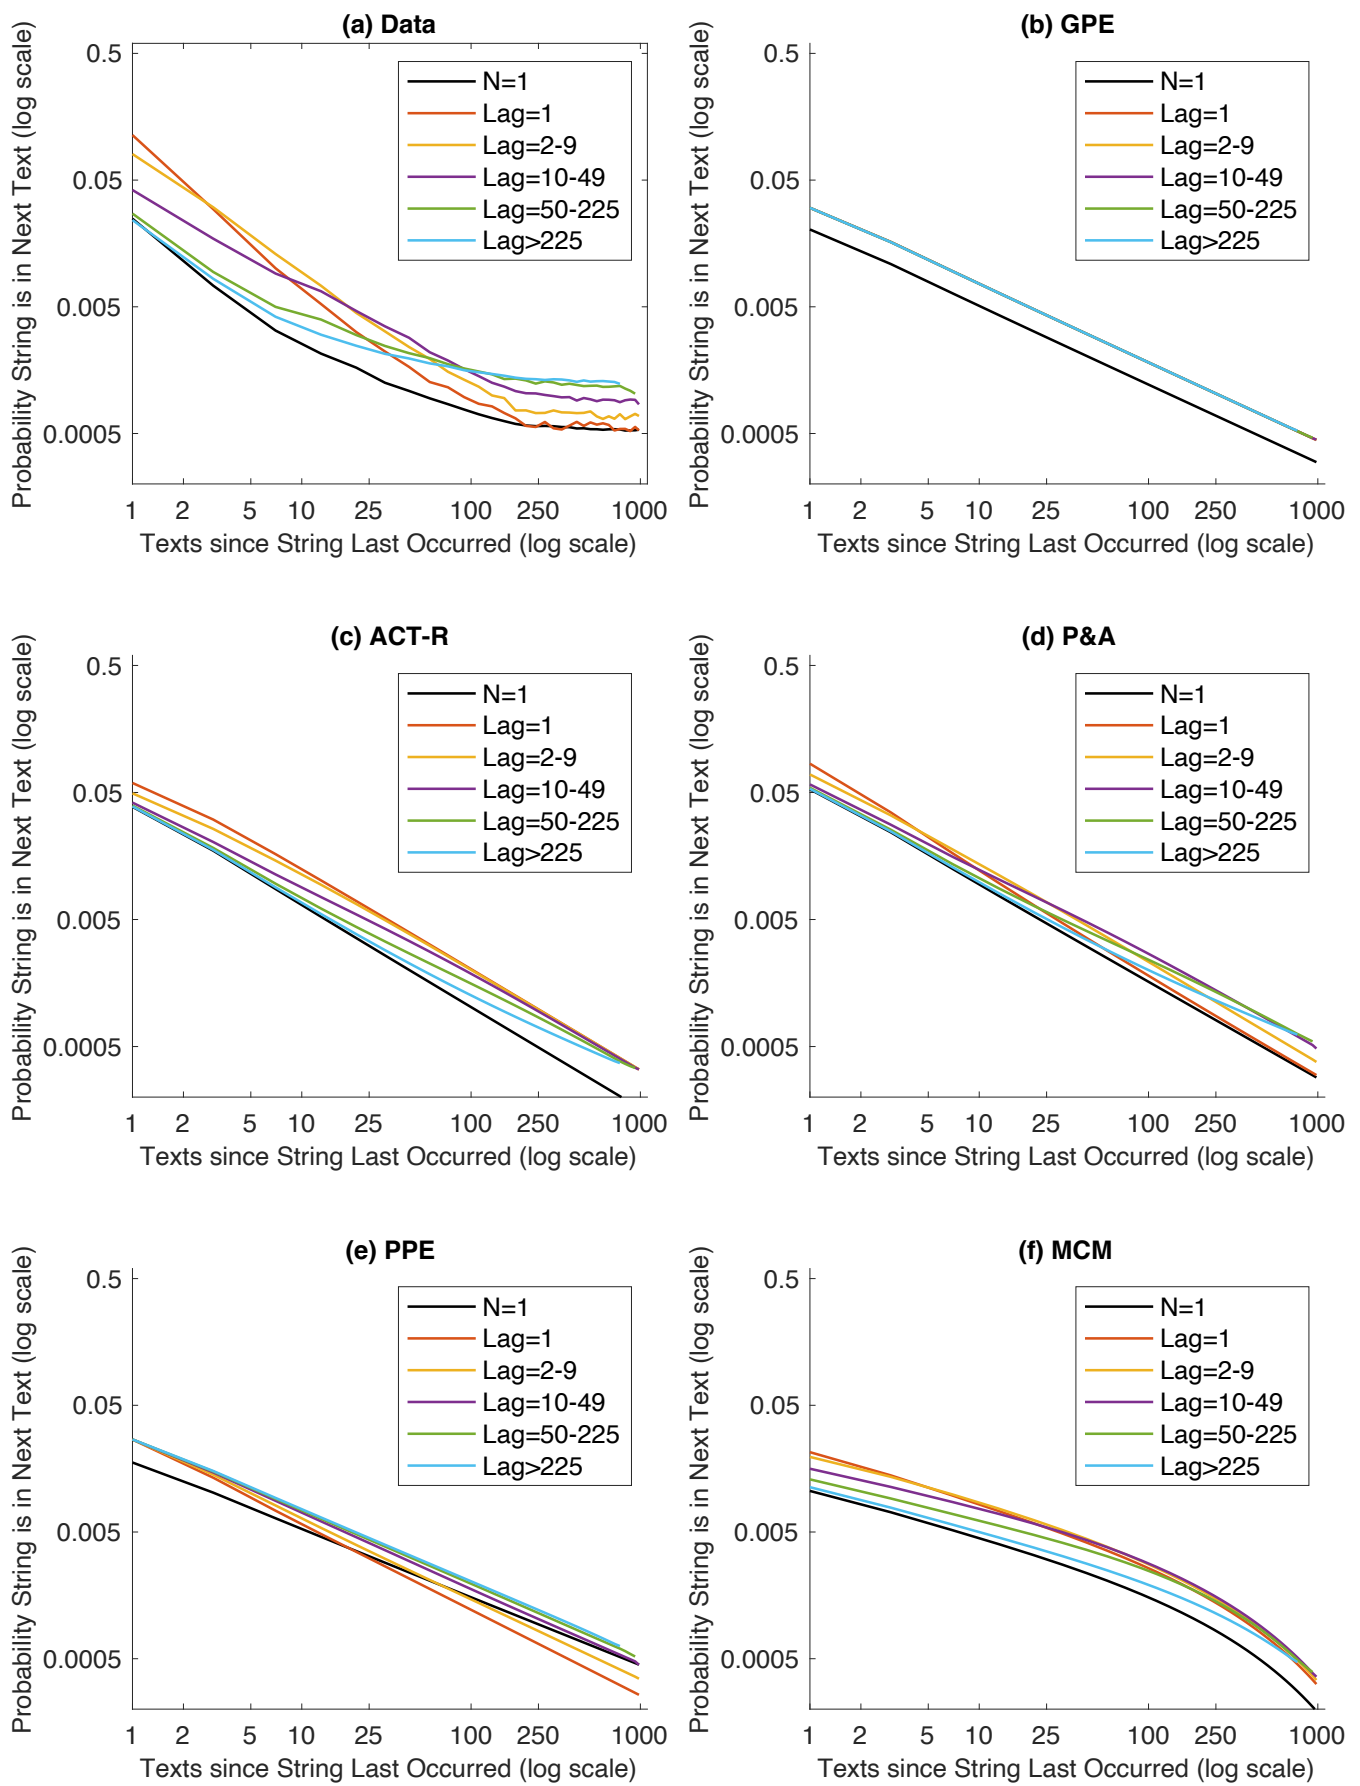 (a) Data
Probability String is in Next Text (log scale)
0.5
0.05
0.005
0.0005
N=1
Lag=1
Lag=2-9
Lag=10-49
Lag=50-225
Lag>225
1 2 5 10 25 100 250 1000
Texts since String Last Occurred (log scale)
(b) GPE
Probability String is in Next Text (log scale)
0.5
0.05
0.005
0.0005
N=1
Lag=1
Lag=2-9
Lag=10-49
Lag=50-225
Lag>225
1 2 5 10 25 100 250 1000
Texts since String Last Occurred (log scale)
(c) ACT-R
Probability String is in Next Text (log scale)
0.5
0.05
0.005
0.0005
N=1
Lag=1
Lag=2-9
Lag=10-49
Lag=50-225
Lag>225
1 2 5 10 25 100 250 1000
Texts since String Last Occurred (log scale)
(d) P&A
Probability String is in Next Text (log scale)
0.5
0.05
0.005
0.0005
N=1
Lag=1
Lag=2-9
Lag=10-49
Lag=50-225
Lag>225
1 2 5 10 25 100 250 1000
Texts since String Last Occurred (log scale)
(e) PPE
Probability String is in Next Text (log scale)
0.5
0.05
0.005
0.0005
N=1
Lag=1
Lag=2-9
Lag=10-49
Lag=50-225
Lag>225
1 2 5 10 25 100 250 1000
Texts since String Last Occurred (log scale)
(f) MCM
Probability String is in Next Text (log scale)
0.5
0.05
0.005
0.0005
N=1
Lag=1
Lag=2-9
Lag=10-49
Lag=50-225
Lag>225
1 2 5 10 25 100 250 1000
Texts since String Last Occurred (log scale)